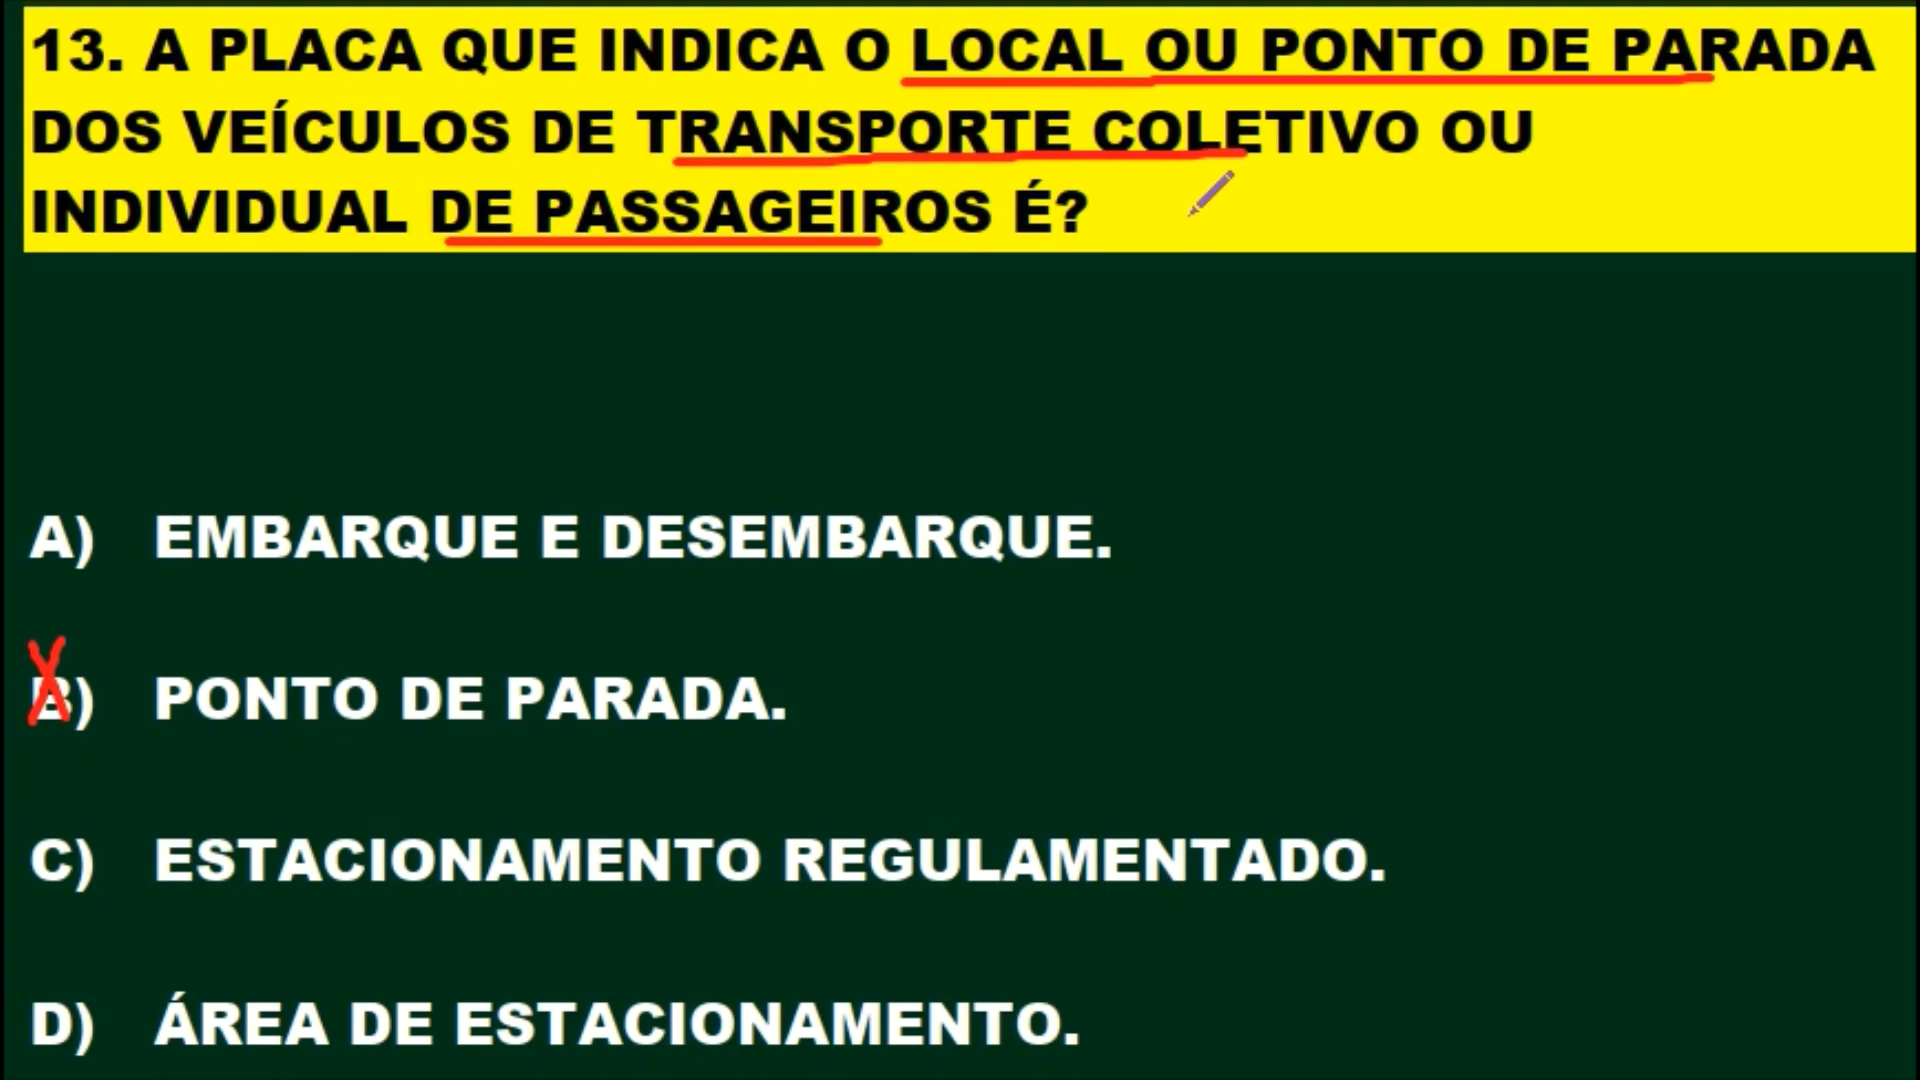 13. A PLACA QUE INDICA O LOCAL OU PONTO DE PARADA
DOS VEÍCULOS DE TRANSPORTE COLETIVO OU
INDIVIDUAL DE PASSAGEIROS É?
A) EMBARQUE E DESEMBARQUE.
B) PONTO DE PARADA.
C) ESTACIONAMENTO REGULAMENTADO.
D) ÁREA DE ESTACIONAMENTO.